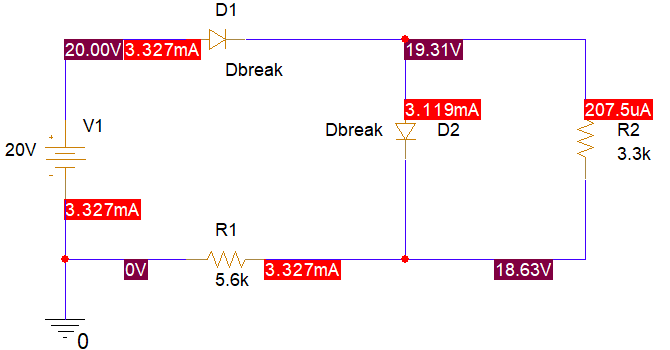 D1
20.00V 3.327mA 19.31V
Dbreak
3.119mA 207.5uA
V1 Dbreak D2 R2
20V 3.3k
3.327mA
R1
0V 3.327mA 18.63V
5.6k
0
+
-